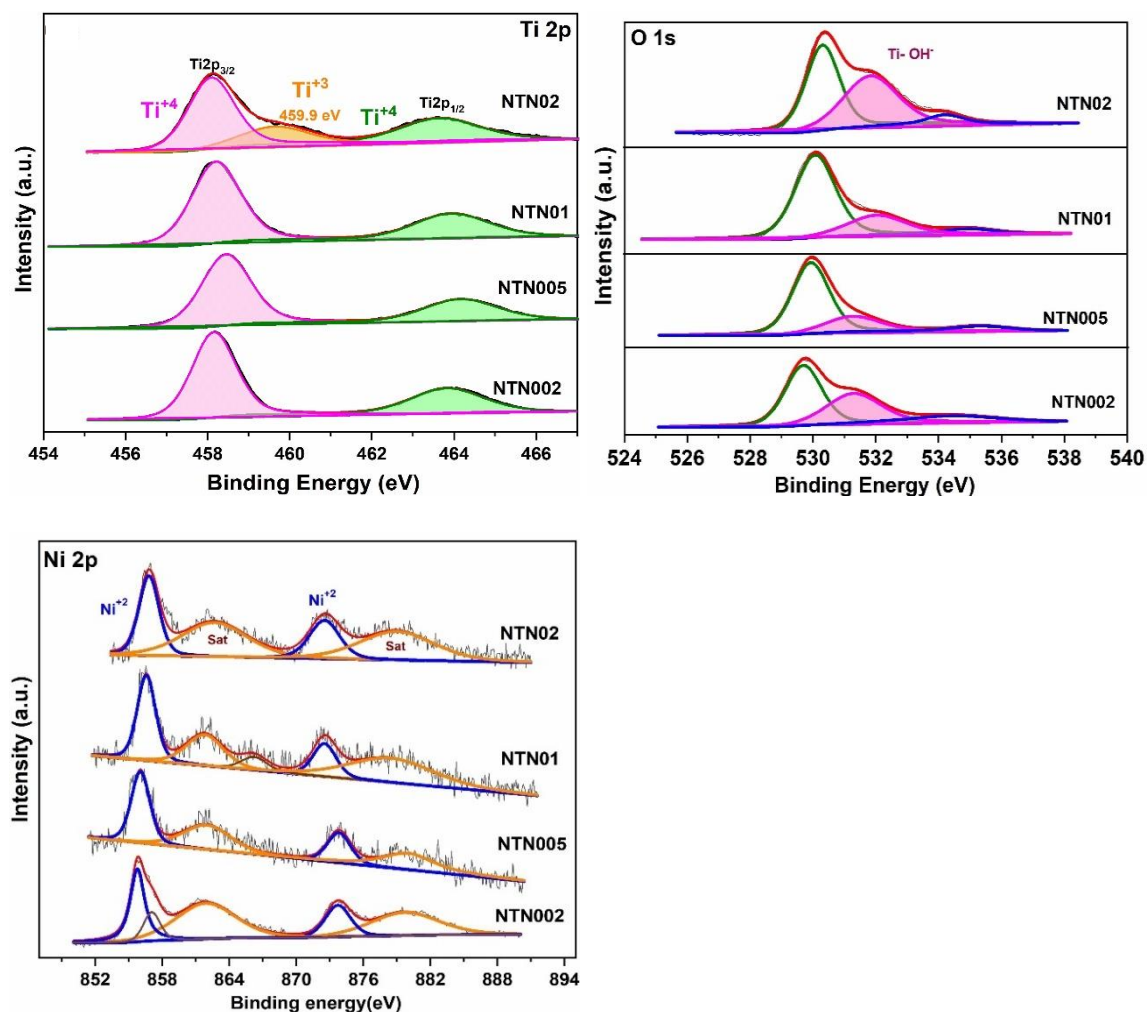 Ti 2p
Ti2p3/2
Ti+3
Ti+4
459.9 eV
Ti+4
Ti2p1/2
NTN02
NTN01
NTN005
NTN002
Intensity (a.u.)
454 456 458 460 462 464 466
Binding Energy (eV)
O 1s
Ti- OH-
NTN02
NTN01
NTN005
NTN002
Intensity (a.u.)
524 526 528 530 532 534 536 538 540
Binding Energy (eV)
Ni 2p
Ni+2
Ni+2
NTN02
Sat
Sat
NTN01
NTN005
NTN002
Intensity (a.u.)
852 858 864 870 876 882 888 894
Binding energy(eV)